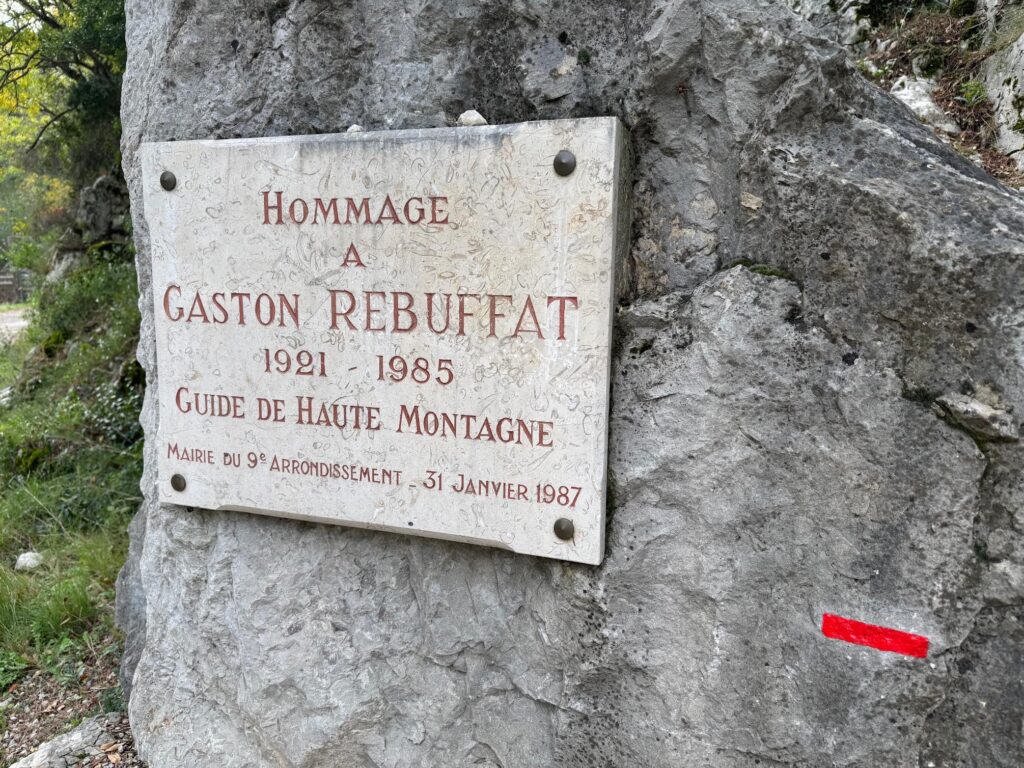 HOMMAGE
A
GASTON REBUFFAT
1921 - 1985
GUIDE DE HAUTE MONTAGNE
MAIRIE DU 9e ARRONDISSEMENT - 31 JANVIER 1987